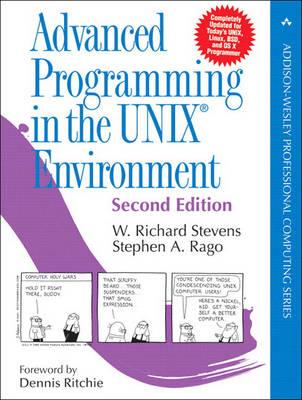 Completely
Updated for
Today's UNIX,
Linux, BSD,
and OS X
Programmer
Advanced
Programming
in the UNIX®
Environment
Second Edition
W. Richard Stevens
Stephen A. Rago
COMPUTER HOLY WARS
HOLD IT RIGHT
THERE, BUDDY.
THAT SCRUFFY
BEARD. THOSE
SUSPENDERS.
THAT SMUG
EXPRESSION.
YOU'RE ONE OF THOSE
CONDESCENDING UNIX
COMPUTER USERS!
HERE'S A
NICKEL, KID.
GET YOUR-
SELF A BETTER
COMPUTER.
Foreword by
Dennis Ritchie
ADDISON-WESLEY PROFESSIONAL COMPUTING SERIES